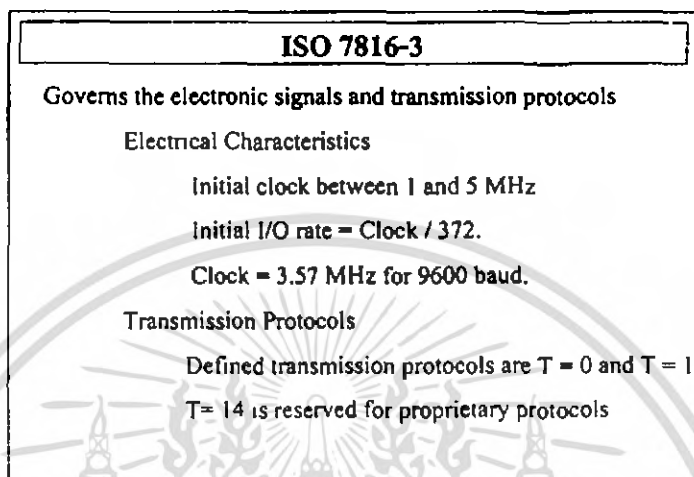 ISO 7816-3
Governs the electronic signals and transmission protocols
Electrical Characteristics
Initial clock between 1 and 5 MHz
Initial I/O rate = Clock / 372.
Clock = 3.57 MHz for 9600 baud.
Transmission Protocols
Defined transmission protocols are T = 0 and T = 1
T= 14 is reserved for proprietary protocols